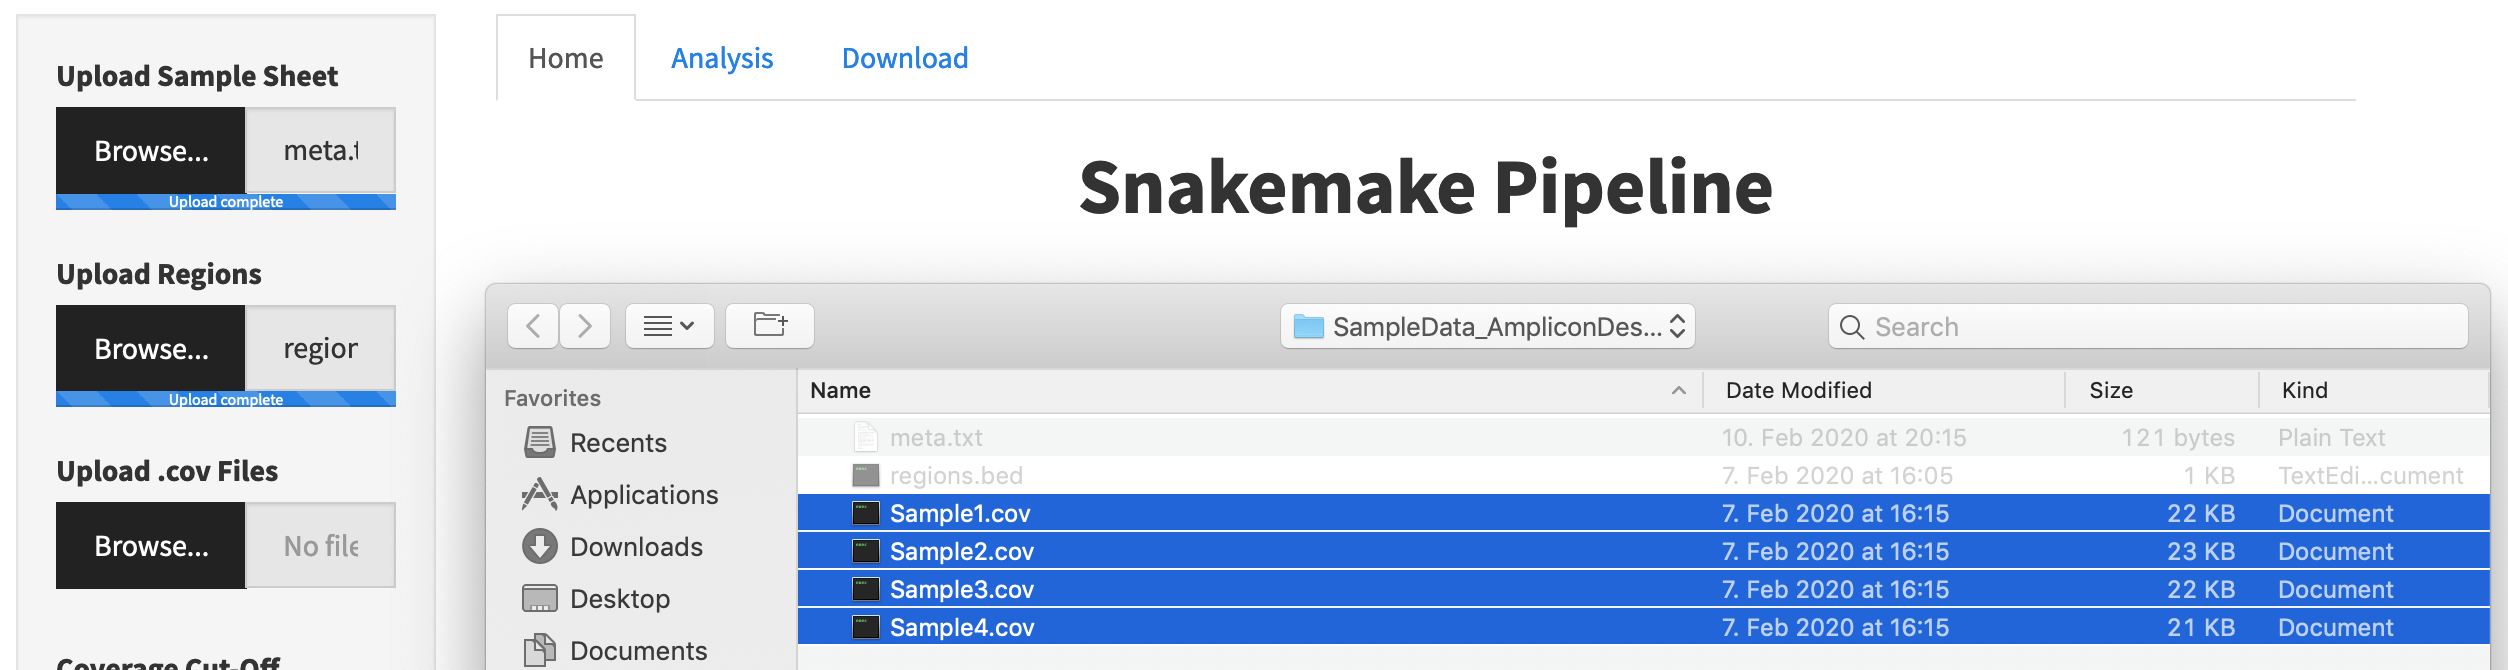 Upload Sample Sheet
Browse... meta.t
Upload complete
Upload Regions
Browse... region
Upload complete
Upload .cov Files
Browse... No file
Coverage Cut-Off
Home Analysis Download
Snakemake Pipeline
SampleData_AmpliconDes... Search
Favorites
Recents
Applications
Downloads
Desktop
Documents
Name Date Modified Size Kind
meta.txt 10. Feb 2020 at 20:15 121 bytes Plain Text
regions.bed 7. Feb 2020 at 16:05 1 KB TextEdi...cument
Sample1.cov 7. Feb 2020 at 16:15 22 KB Document
Sample2.cov 7. Feb 2020 at 16:15 23 KB Document
Sample3.cov 7. Feb 2020 at 16:15 22 KB Document
Sample4.cov 7. Feb 2020 at 16:15 21 KB Document